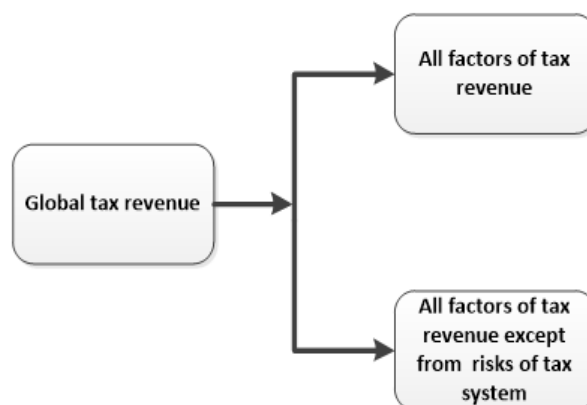 All factors of tax
revenue
Global tax revenue
All factors of tax
revenue except
from risks of tax
system